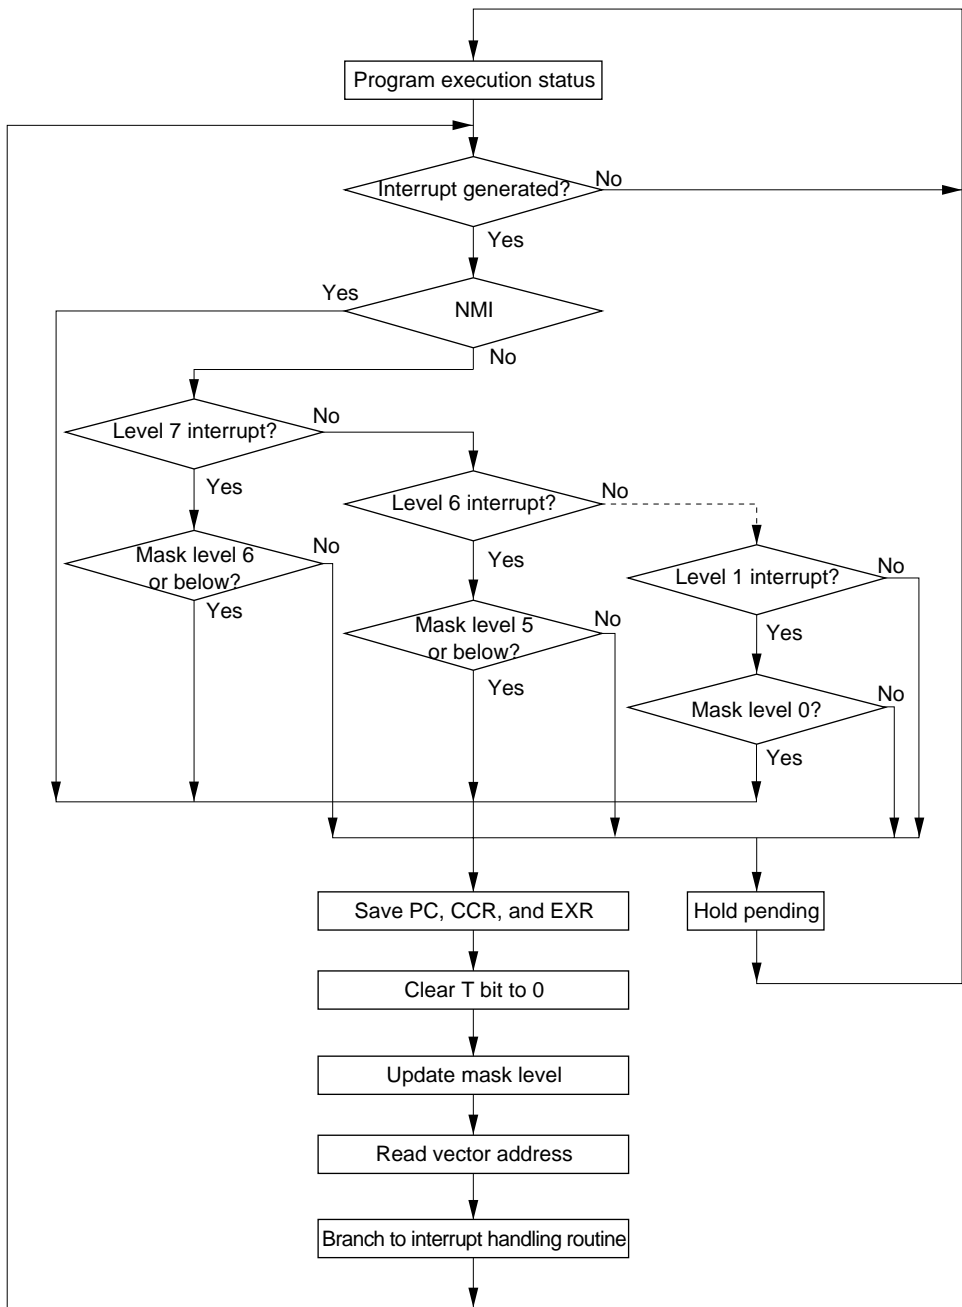 Program execution status
Interrupt generated?
No
Yes
Yes
NMI
No
Level 7 interrupt?
No
Yes
Level 6 interrupt?
No
Mask level 6
or below?
No
Yes
Yes
Level 1 interrupt?
No
Mask level 5
or below?
No
Yes
Yes
Mask level 0?
No
Yes
Save PC, CCR, and EXR
Hold pending
Clear T bit to 0
Update mask level
Read vector address
Branch to interrupt handling routine